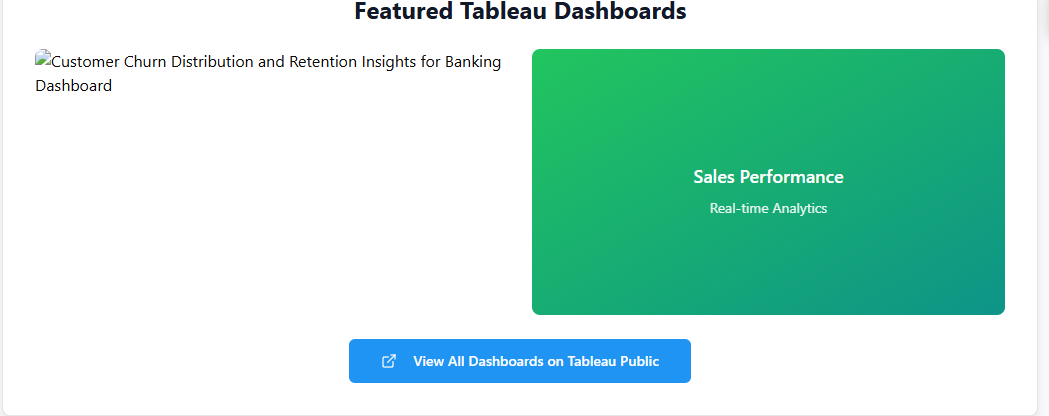 Featured Tableau Dashboards
Customer Churn Distribution and Retention Insights for Banking
Dashboard
Sales Performance
Real-time Analytics
View All Dashboards on Tableau Public